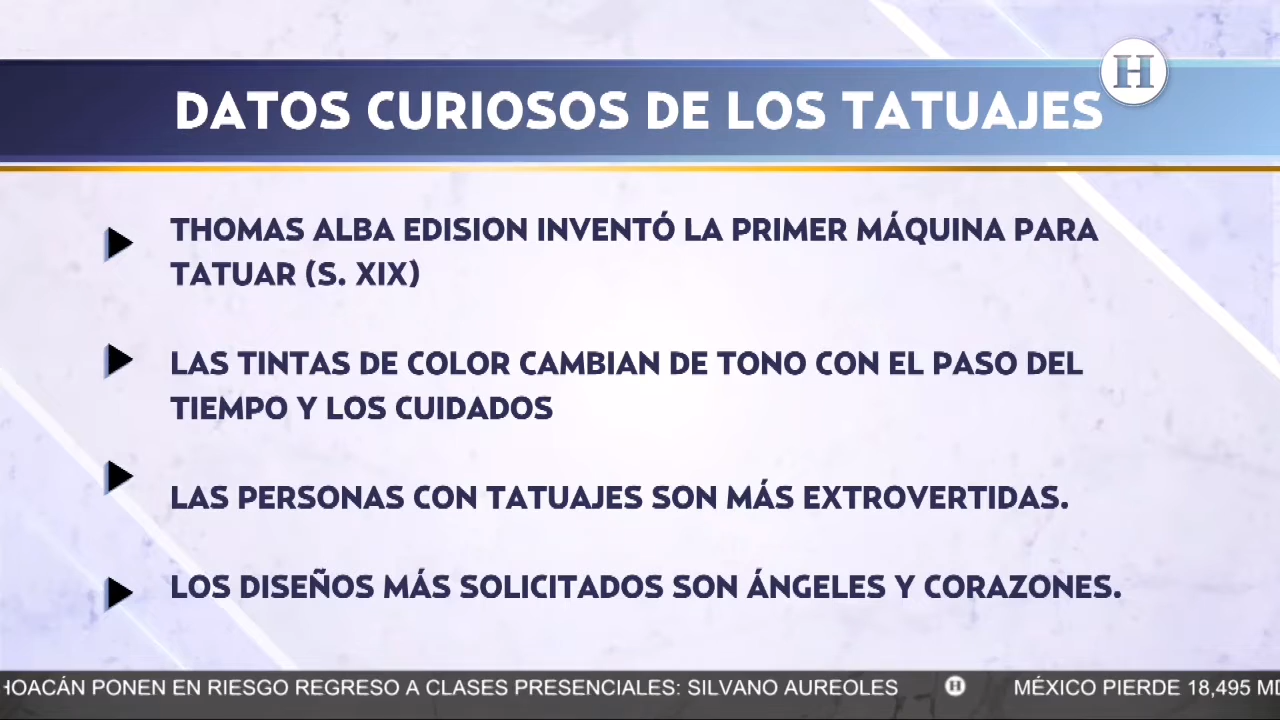 H
DATOS CURIOSOS DE LOS TATUAJES
THOMAS ALBA EDISION INVENTÓ LA PRIMER MÁQUINA PARA
TATUAR (S. XIX)
LAS TINTAS DE COLOR CAMBIAN DE TONO CON EL PASO DEL
TIEMPO Y LOS CUIDADOS
LAS PERSONAS CON TATUAJES SON MÁS EXTROVERTIDAS.
LOS DISEÑOS MÁS SOLICITADOS SON ÁNGELES Y CORAZONES.
HOACÁN PONEN EN RIESGO REGRESO A CLASES PRESENCIALES: SILVANO AUREOLES H MÉXICO PIERDE 18,495 MD